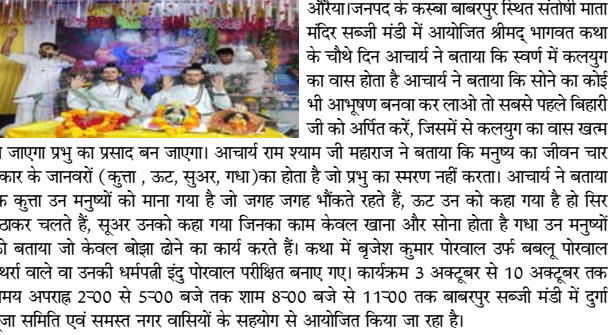 औरैया।जनपद के कस्बा बाबरपुर स्थित संतोषी माता
मंदिर सब्जी मंडी में आयोजित श्रीमद् भागवत कथा
के चौथे दिन आचार्य ने बताया कि स्वर्ण में कलयुग
का वास होता है आचार्य ने बताया कि सोने का कोई
भी आभूषण बनवा कर लाओ तो सबसे पहले बिहारी
जी को अर्पित करें, जिसमें से कलयुग का वास खत्म
जाएगा प्रभु का प्रसाद बन जाएगा। आचार्य राम श्याम जी महाराज ने बताया कि मनुष्य का जीवन चार
कार के जानवरों (कुत्ता , ऊट, सुअर, गधा)का होता है जो प्रभु का स्मरण नहीं करता। आचार्य ने बताया
क कुत्ता उन मनुष्यों को माना गया है जो जगह जगह भौंकते रहते हैं, ऊट उन को कहा गया है हो सिर
ठाकर चलते हैं, सूअर उनको कहा गया जिनका काम केवल खाना और सोना होता है गधा उन मनुष्यों
को बताया जो केवल बोझा ढोने का कार्य करते हैं। कथा में बृजेश कुमार पोरवाल उर्फ बबलू पोरवाल
थर्रा वाले वा उनकी धर्मपत्नी इंदु पोरवाल परीक्षित बनाए गए। कार्यक्रम 3 अक्टूबर से 10 अक्टूबर तक
मय अपराह्न 2ः00 से 5ः00 बजे तक शाम 8ः00 बजे से 11ः00 तक बाबरपुर सब्जी मंडी में दुर्गा
जा समिति एवं समस्त नगर वासियों के सहयोग से आयोजित किया जा रहा है।